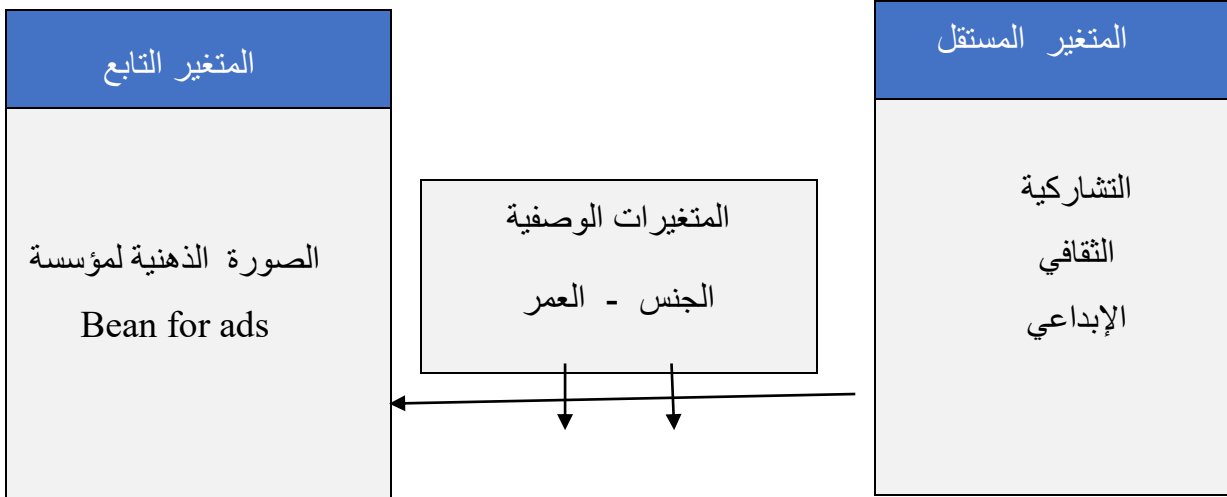 المتغير المستقل
التشاركية
الثقافي
الإبداعي
المتغيرات الوصفية
الجنس - العمر
المتغير التابع
الصورة الذهنية لمؤسسة
Bean for ads